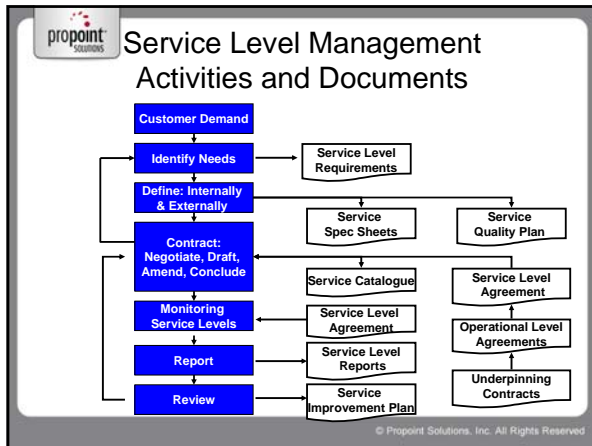 propoint
SOLUTIONS
Service Level Management
Activities and Documents
Customer Demand
Identify Needs
Service Level
Requirements
Define: Internally
& Externally
Service
Spec Sheets
Service
Quality Plan
Contract:
Negotiate, Draft,
Amend, Conclude
Service Catalogue
Service Level
Agreement
Monitoring
Service Levels
Service Level
Agreement
Operational Level
Agreements
Report
Service Level
Reports
Underpinning
Contracts
Review
Service
Improvement Plan
© Propoint Solutions, Inc. All Rights Reserved